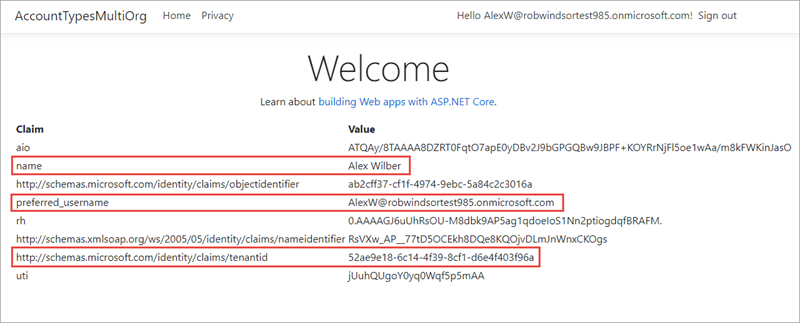 AccountTypesMultiOrg Home Privacy Hello AlexW@robwindsortest985.onmicrosoft.com! Sign out
Welcome
Learn about building Web apps with ASP.NET Core.
Claim Value
aio ATQAy/8TAAAA8DZRT0FqtO7apE0yDBv2J9bGPGQBw9JBPF+KOYRrNjFl5oe1wAa/m8kFWKinJasO
name Alex Wilber
http://schemas.microsoft.com/identity/claims/objectidentifier ab2cff37-cf1f-4974-9ebc-5a84c2c3016a
preferred_username AlexW@robwindsortest985.onmicrosoft.com
rh 0.AAAAGJ6uUhRsOU-M8dbk9AP5ag1qdoeIoS1Nn2ptiogdqfBRAFM.
http://schemas.xmlsoap.org/ws/2005/05/identity/claims/nameidentifier RsVXw_AP__77tD5OCEkh8DQe8KQOjvDLmJnWnxCKOgs
http://schemas.microsoft.com/identity/claims/tenantid 52ae9e18-6c14-4f39-8cf1-d6e4f403f96a
uti jUuhQUgoY0yq0Wqf5p5mAA